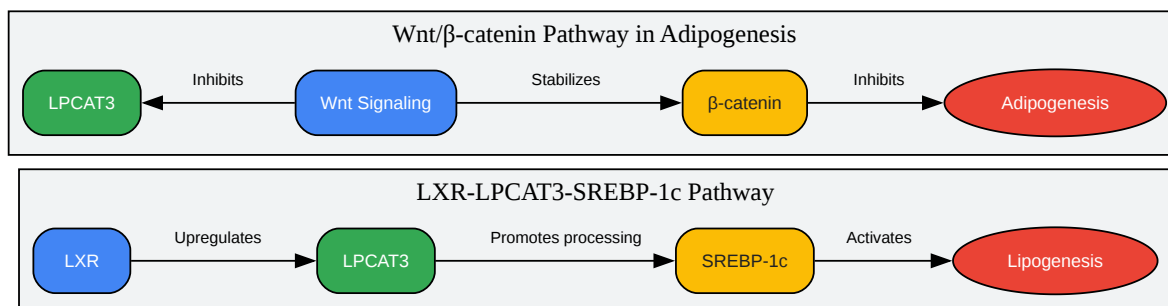 Wnt/β-catenin Pathway in Adipogenesis
LPCAT3
Inhibits
Wnt Signaling
Stabilizes
β-catenin
Inhibits
Adipogenesis
LXR-LPCAT3-SREBP-1c Pathway
LXR
Upregulates
LPCAT3
Promotes processing
SREBP-1c
Activates
Lipogenesis